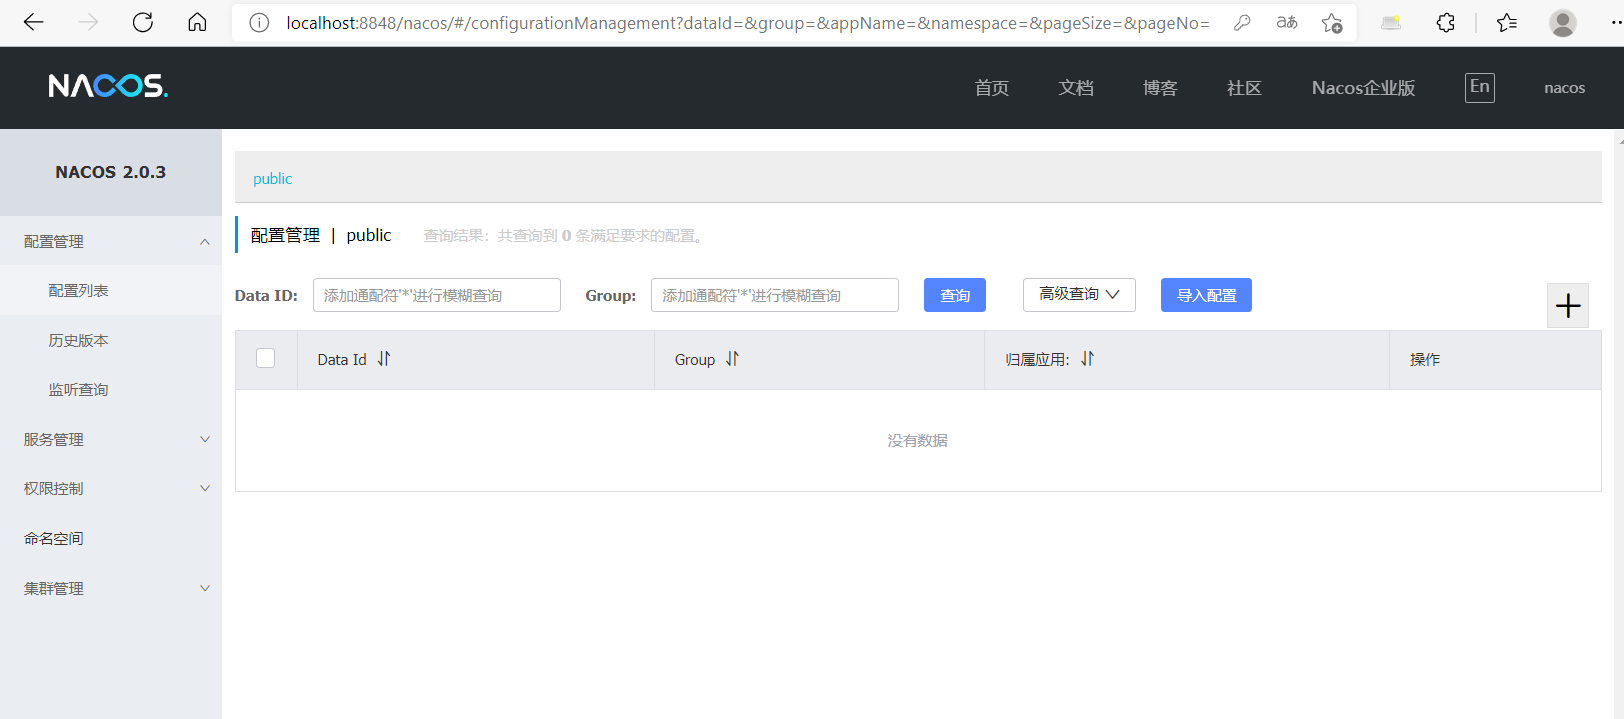 localhost:8848/nacos/#/configurationManagement?dataId=&group=&appName=&namespace=&pageSize=&pageNo=
NACOS.
首页 文档 博客 社区 Nacos企业版 En nacos
NACOS 2.0.3
public
配置管理
配置管理 | public 查询结果：共查询到 0 条满足要求的配置。
配置列表
Data ID: 添加通配符'*'进行模糊查询 Group: 添加通配符'*'进行模糊查询 查询 高级查询 导入配置
历史版本
Data Id Group 归属应用: 操作
监听查询
服务管理
没有数据
权限控制
命名空间
集群管理